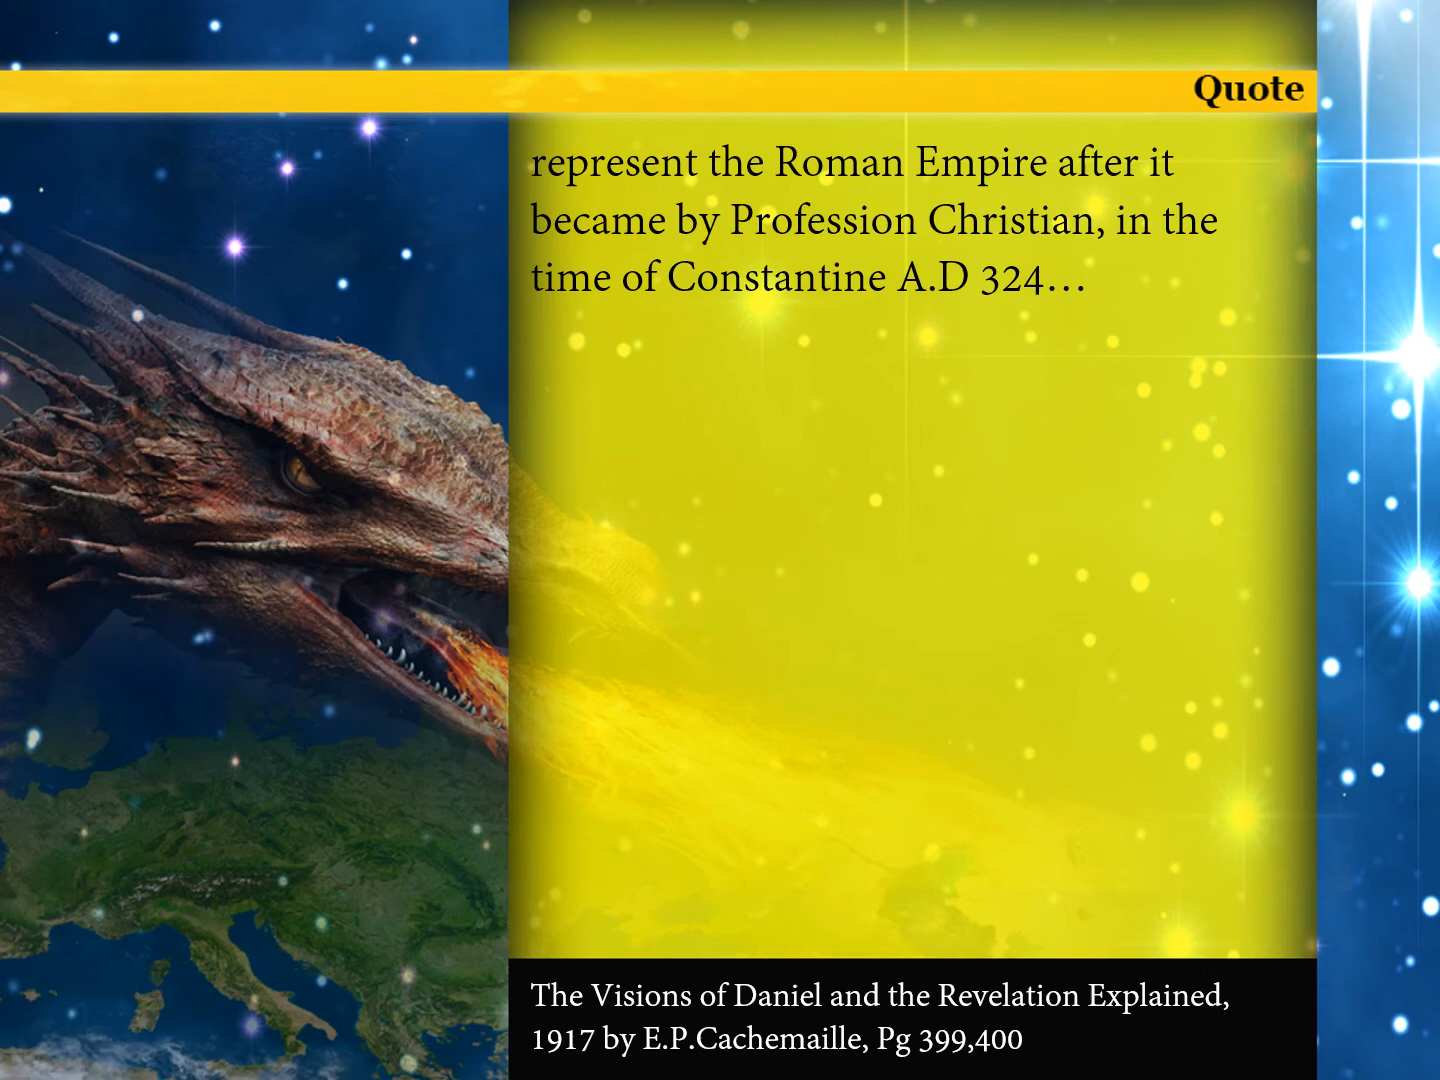 Quote
represent the Roman Empire after it
became by Profession Christian, in the
time of Constantine A.D 324…
The Visions of Daniel and the Revelation Explained,
1917 by E.P.Cachemaille, Pg 399,400